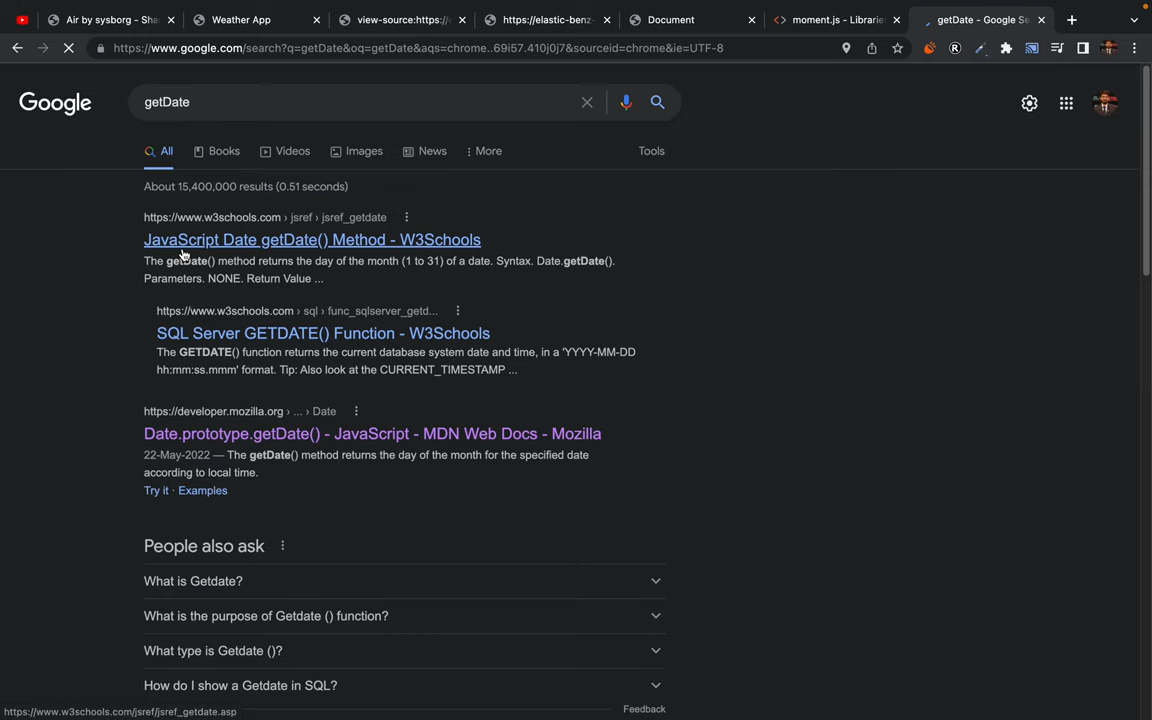 Air by sysborg - Sha
Weather App
view-source:https://e
https://elastic-benz-
Document
moment.js - Librarie
getDate - Google Se
https://www.google.com/search?q=getDate&oq=getDate&aqs=chrome..69i57.410j0j7&sourceid=chrome&ie=UTF-8
Google
getDate
All
Books
Videos
Images
News
More
Tools
About 15,400,000 results (0.51 seconds)
https://www.w3schools.com › jsref › jsref_getdate
JavaScript Date getDate() Method - W3Schools
The getDate() method returns the day of the month (1 to 31) of a date. Syntax. Date.getDate().
Parameters. NONE. Return Value ...
https://www.w3schools.com › sql › func_sqlserver_getd...
SQL Server GETDATE() Function - W3Schools
The GETDATE() function returns the current database system date and time, in a 'YYYY-MM-DD
hh:mm:ss.mmm' format. Tip: Also look at the CURRENT_TIMESTAMP ...
https://developer.mozilla.org › ... › Date
Date.prototype.getDate() - JavaScript - MDN Web Docs - Mozilla
22-May-2022 — The getDate() method returns the day of the month for the specified date
according to local time.
Try it · Examples
People also ask
What is Getdate?
What is the purpose of Getdate () function?
What type is Getdate ()?
How do I show a Getdate in SQL?
Feedback
https://www.w3schools.com/jsref/jsref_getdate.asp